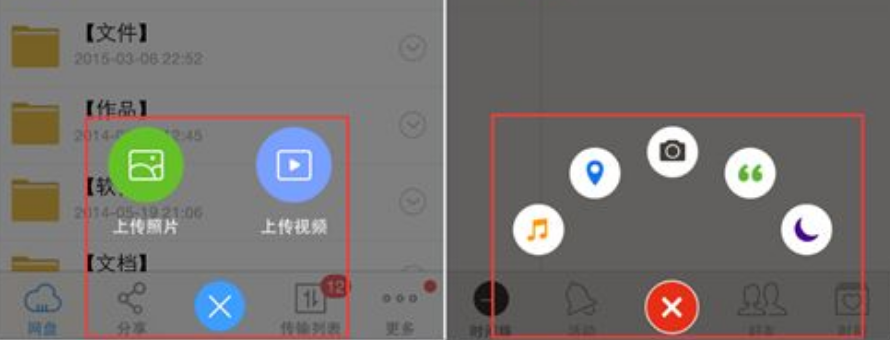 【文件】
2015-03-06 22:52
【作品】
【软
2014-05-19 21:06
上传照片
上传视频
【文档】
12
网盘
分享
传输列表
更多
时间轴
活动
好友